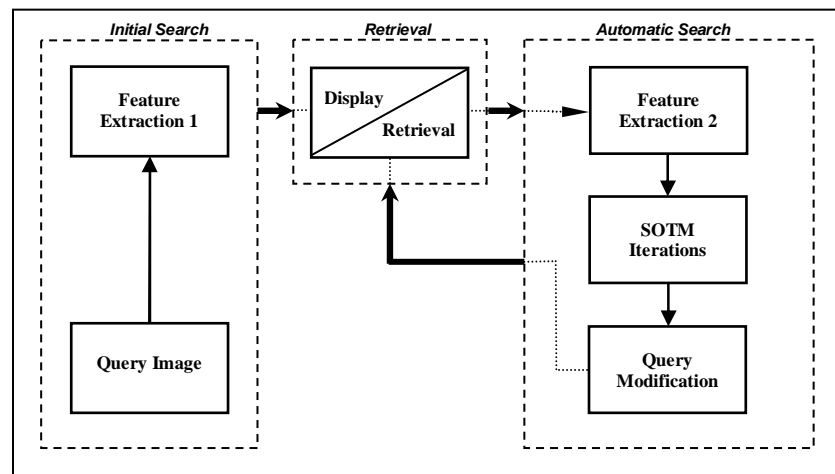 Initial Search
Retrieval
Automatic Search
Feature
Extraction 1
Query Image
Display
Retrieval
Feature
Extraction 2
SOTM
Iterations
Query
Modification